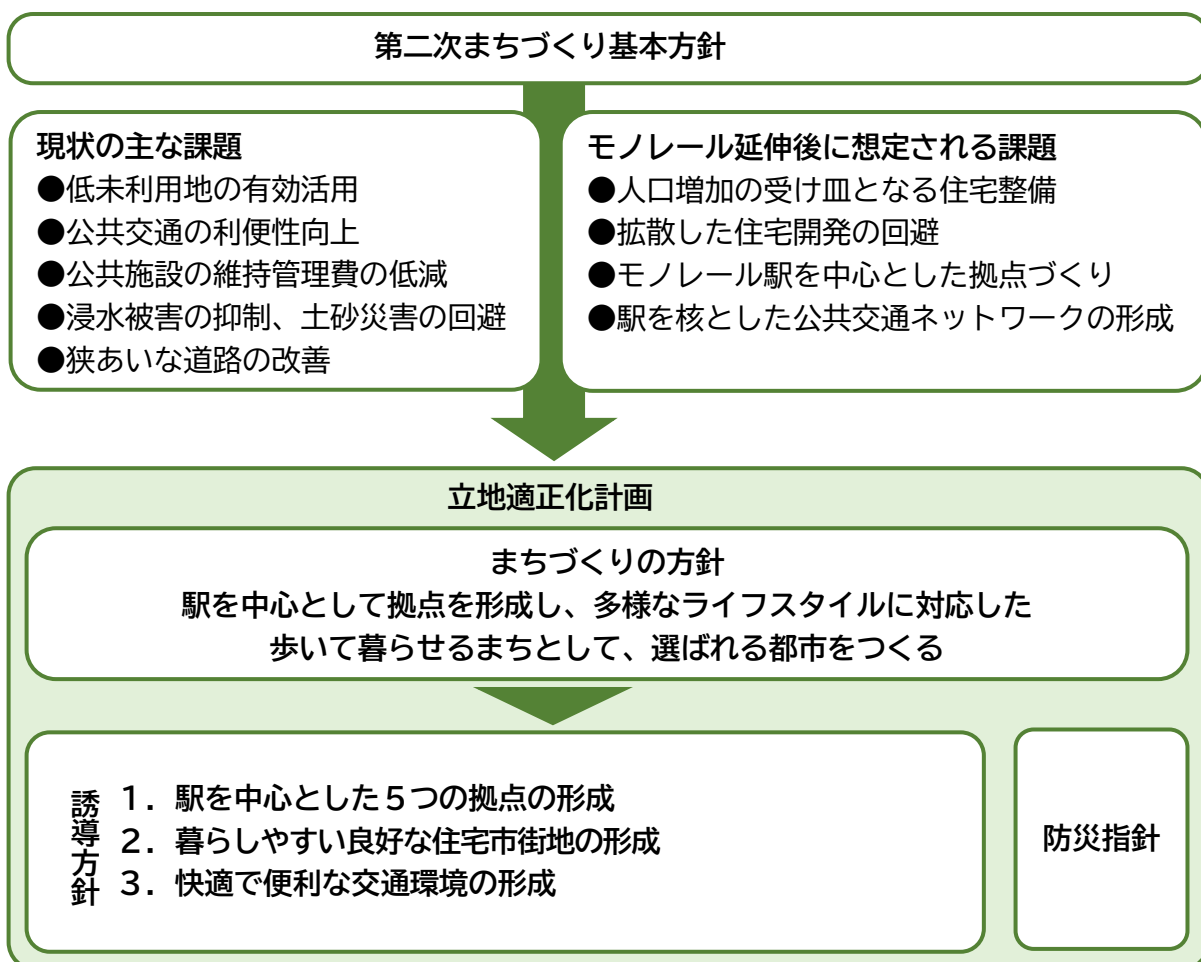 第二次まちづくり基本方針
現状の主な課題
●低未利用地の有効活用
●公共交通の利便性向上
●公共施設の維持管理費の低減
●浸水被害の抑制、土砂災害の回避
●狭あいな道路の改善
モノレール延伸後に想定される課題
●人口増加の受け皿となる住宅整備
●拡散した住宅開発の回避
●モノレール駅を中心とした拠点づくり
●駅を核とした公共交通ネットワークの形成
立地適正化計画
まちづくりの方針
駅を中心として拠点を形成し、多様なライフスタイルに対応した
歩いて暮らせるまちとして、選ばれる都市をつくる
誘導方針
１．駅を中心とした５つの拠点の形成
２．暮らしやすい良好な住宅市街地の形成
３．快適で便利な交通環境の形成
防災指針